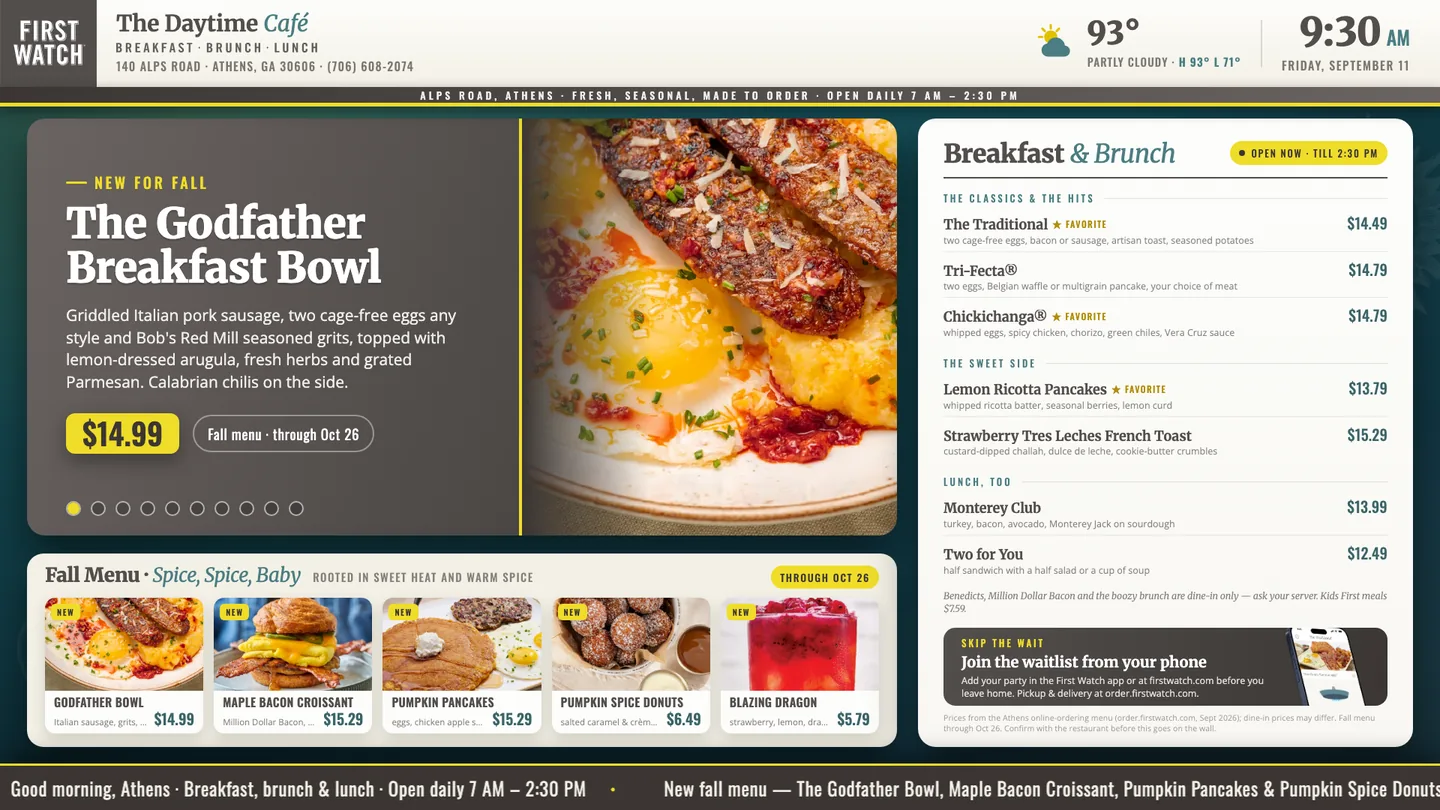 FIRST
WATCH
The Daytime Café
BREAKFAST · BRUNCH · LUNCH
140 ALPS ROAD · ATHENS, GA 30606 · (706) 608-2074
93°
PARTLY CLOUDY · H 93° L 71°
9:30 AM
FRIDAY, SEPTEMBER 11
ALPS ROAD, ATHENS · FRESH, SEASONAL, MADE TO ORDER · OPEN DAILY 7 AM – 2:30 PM
NEW FOR FALL
The Godfather
Breakfast Bowl
Griddled Italian pork sausage, two cage-free eggs any
style and Bob's Red Mill seasoned grits, topped with
lemon-dressed arugula, fresh herbs and grated
Parmesan. Calabrian chilis on the side.
$14.99
Fall menu · through Oct 26
Fall Menu · Spice, Spice, Baby ROOTED IN SWEET HEAT AND WARM SPICE
THROUGH OCT 26
NEW
GODFATHER BOWL
Italian sausage, grits, ... $14.99
NEW
MAPLE BACON CROISSANT
Million Dollar Bacon, ... $15.29
NEW
PUMPKIN PANCAKES
eggs, chicken apple s... $15.29
NEW
PUMPKIN SPICE DONUTS
salted caramel & crèm... $6.49
NEW
BLAZING DRAGON
strawberry, lemon, dra... $5.79
Breakfast & Brunch
OPEN NOW · TILL 2:30 PM
THE CLASSICS & THE HITS
The Traditional ★ FAVORITE $14.49
two cage-free eggs, bacon or sausage, artisan toast, seasoned potatoes
Tri-Fecta® $14.79
two eggs, Belgian waffle or multigrain pancake, your choice of meat
Chickichanga® ★ FAVORITE $14.79
whipped eggs, spicy chicken, chorizo, green chiles, Vera Cruz sauce
THE SWEET SIDE
Lemon Ricotta Pancakes ★ FAVORITE $13.79
whipped ricotta batter, seasonal berries, lemon curd
Strawberry Tres Leches French Toast $15.29
custard-dipped challah, dulce de leche, cookie-butter crumbles
LUNCH, TOO
Monterey Club $13.99
turkey, bacon, avocado, Monterey Jack on sourdough
Two for You $12.49
half sandwich with a half salad or a cup of soup
Benedicts, Million Dollar Bacon and the boozy brunch are dine-in only — ask your server. Kids First meals
$7.59.
SKIP THE WAIT
Join the waitlist from your phone
Add your party in the First Watch app or at firstwatch.com before you
leave home. Pickup & delivery at order.firstwatch.com.
Prices from the Athens online-ordering menu (order.firstwatch.com, Sept 2026); dine-in prices may differ. Fall menu
through Oct 26. Confirm with the restaurant before this goes on the wall.
Good morning, Athens · Breakfast, brunch & lunch · Open daily 7 AM – 2:30 PM • New fall menu — The Godfather Bowl, Maple Bacon Croissant, Pumpkin Pancakes & Pumpkin Spice Donuts